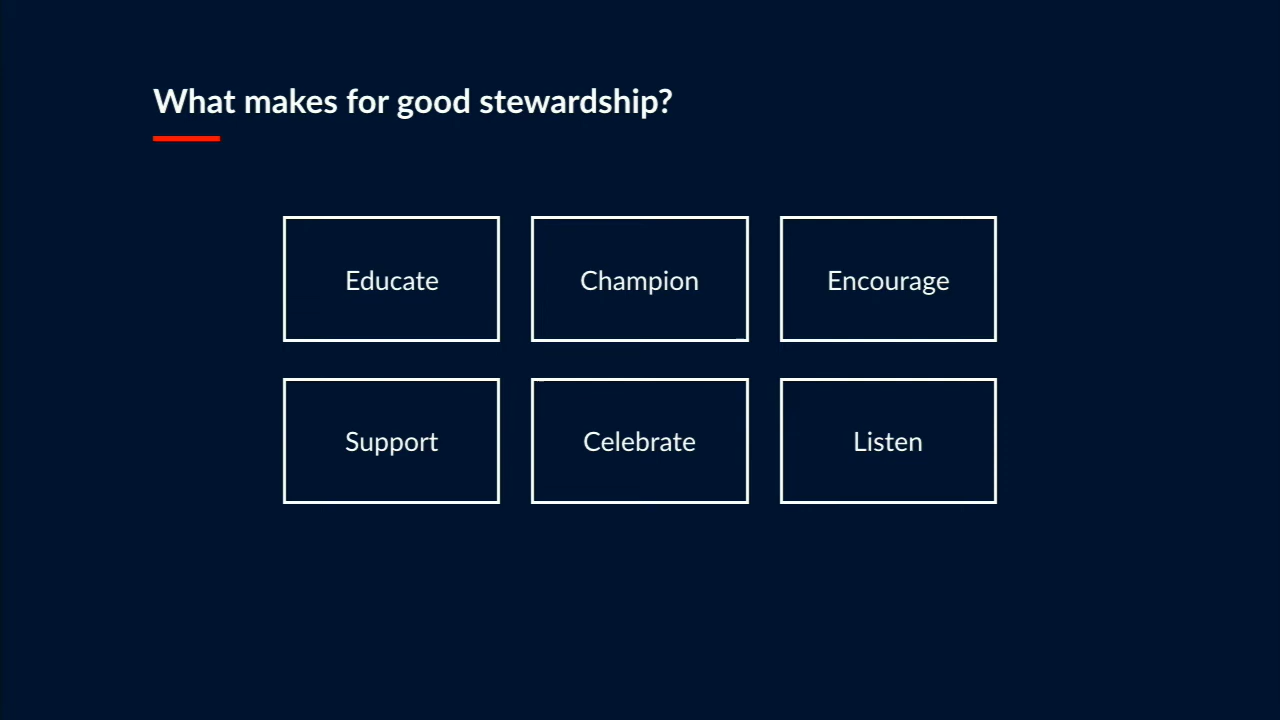 What makes for good stewardship?
Educate
Champion
Encourage
Support
Celebrate
Listen